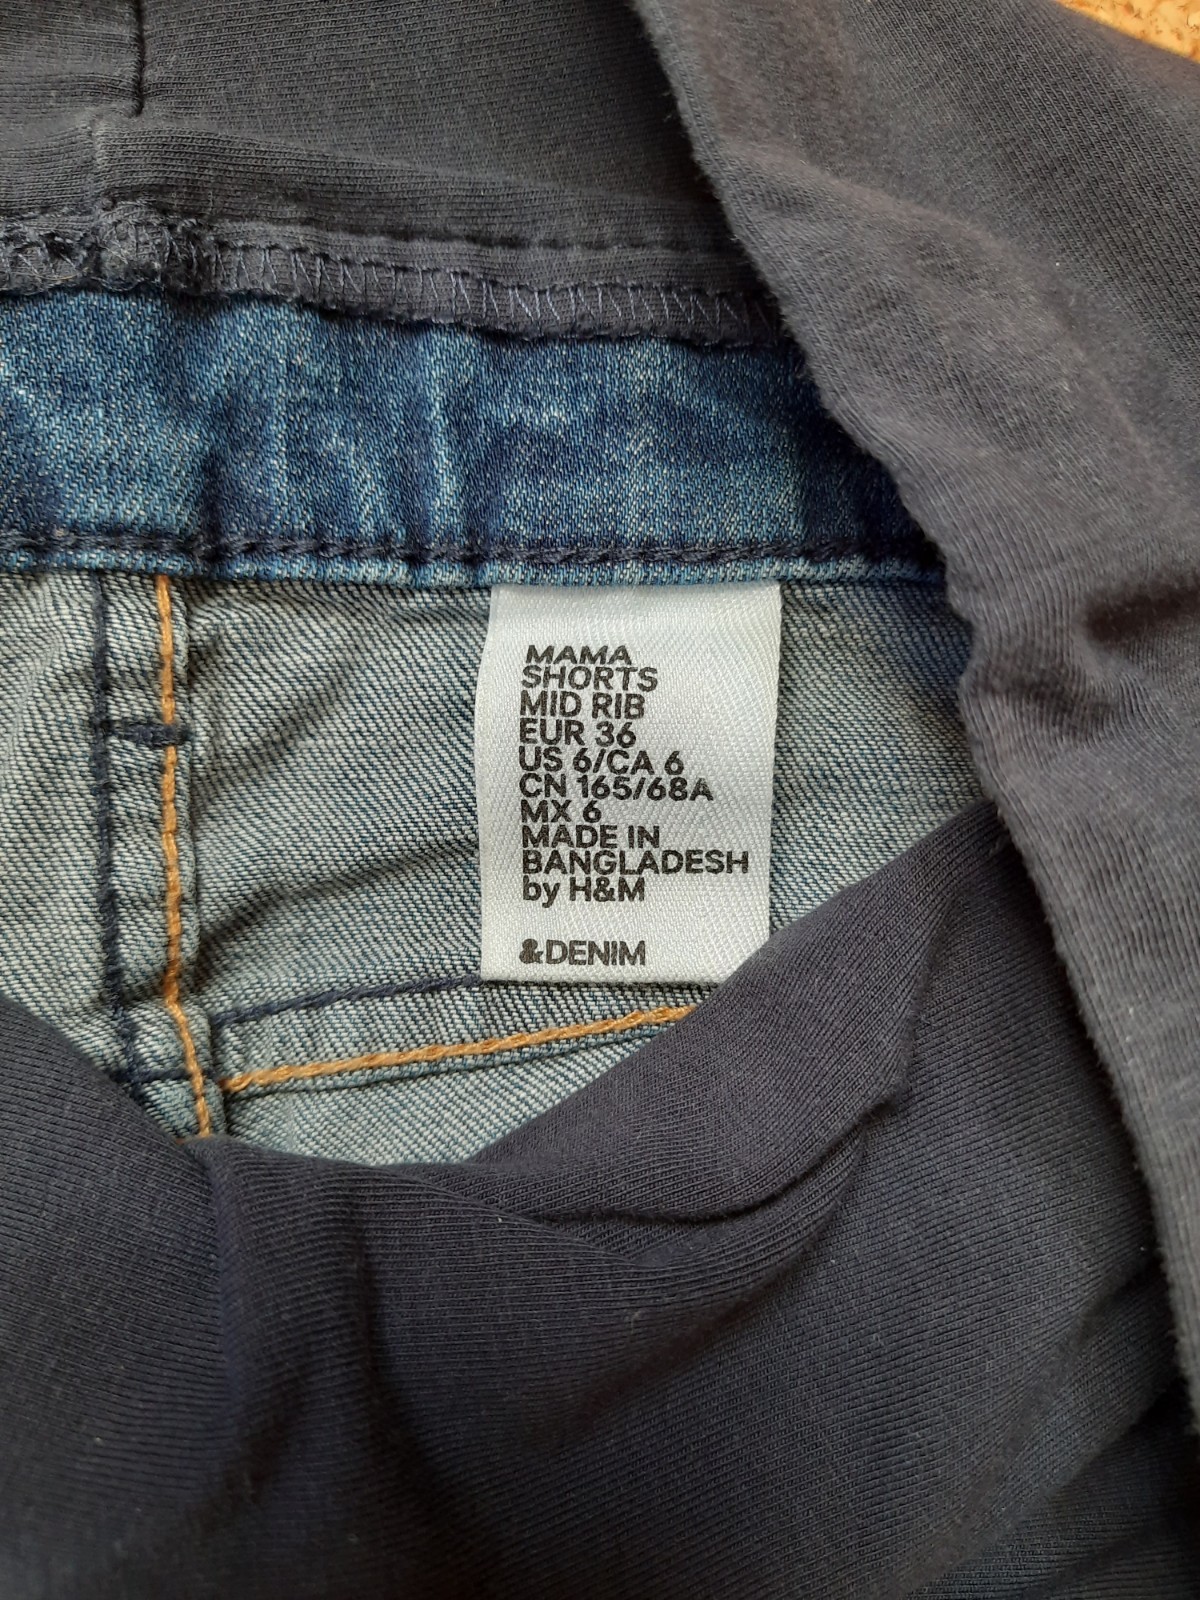 MAMA
SHORTS
MID RIB
EUR 36
US 6/CA 6
CN 165/68A
MX 6
MADE IN
BANGLADESH
by H&M
&DENIM